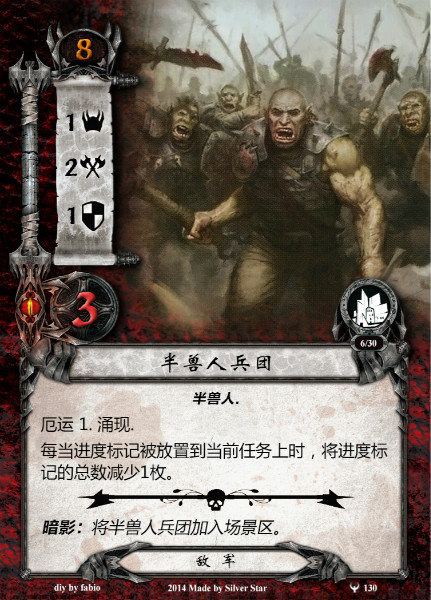 8
1
2
1
3
6/30
半兽人兵团
半兽人.
厄运 1. 涌现.
每当进度标记被放置到当前任务上时，将进度标
记的总数减少1枚。
暗影：将半兽人兵团加入场景区。
敌 军
diy by fabio 2014 Made by Silver Star 130